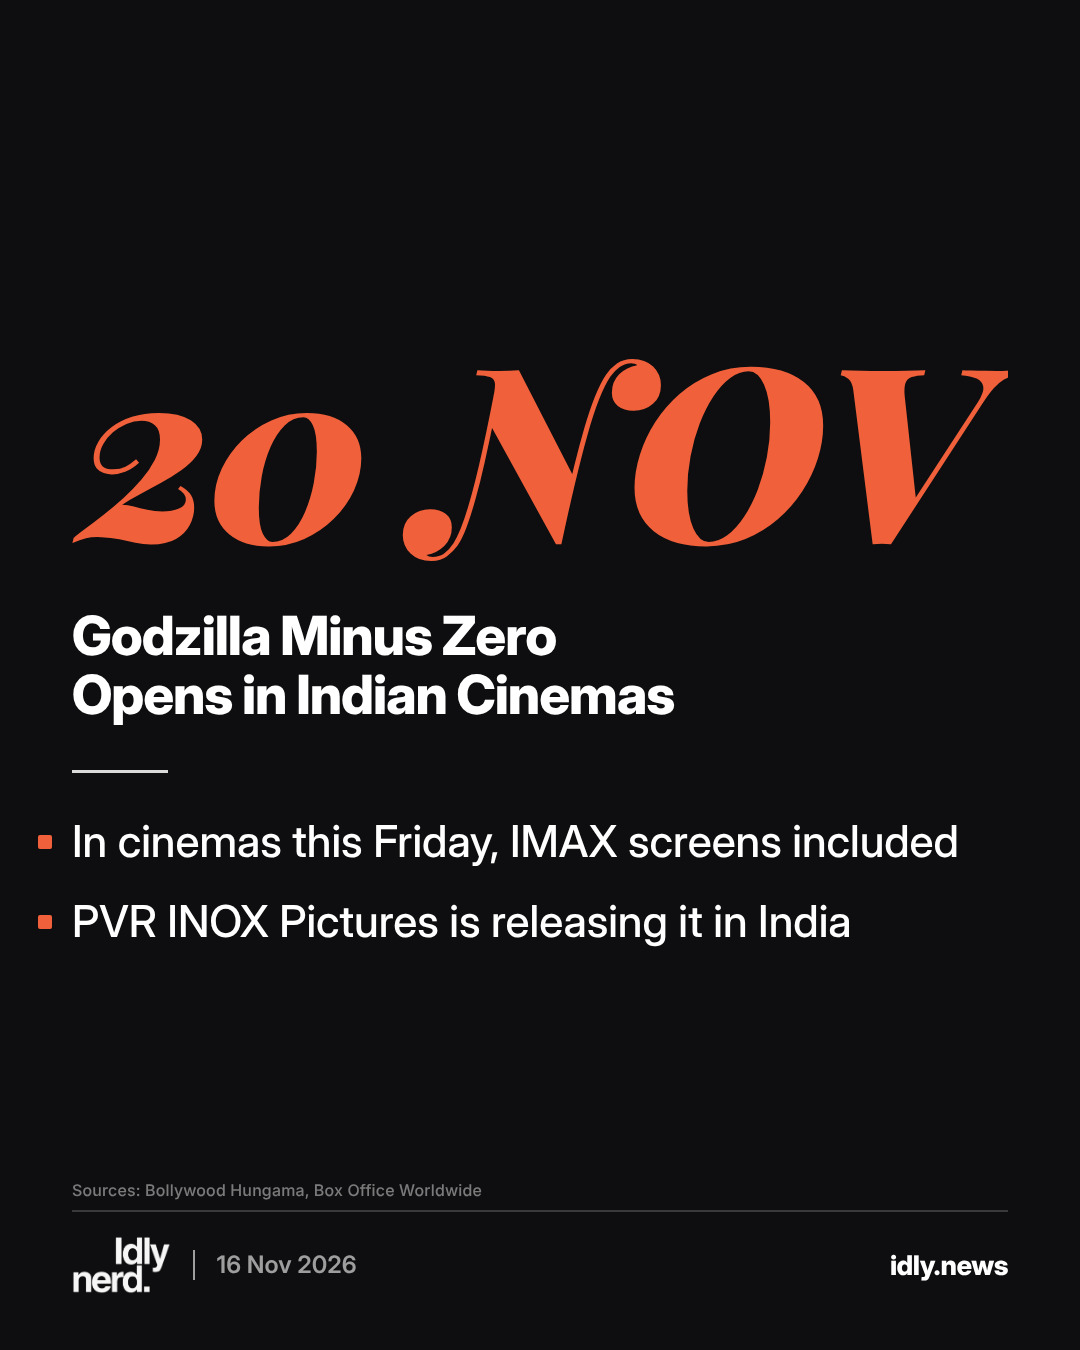 20 NOV
Godzilla Minus Zero
Opens in Indian Cinemas
In cinemas this Friday, IMAX screens included
PVR INOX Pictures is releasing it in India
Sources: Bollywood Hungama, Box Office Worldwide
Idly
nerd.
16 Nov 2026
idly.news